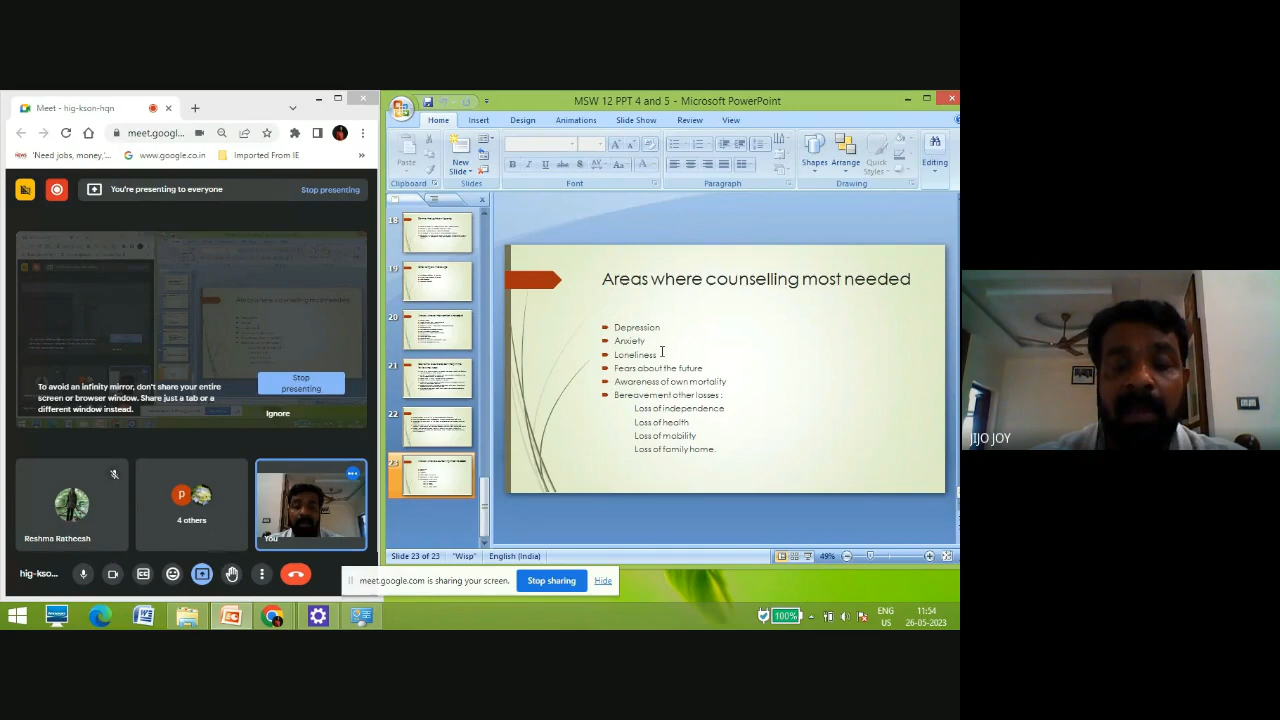 Meet - hig-kson-hqn
meet.googl...
'Need jobs, money,'...
www.google.co.in
Imported From IE
»
You're presenting to everyone
Stop presenting
To avoid an infinity mirror, don't share your entire
screen or browser window. Share just a tab or a
different window instead.
Stop
presenting
Ignore
Reshma Ratheesh
P
4 others
You
hig-kso...
MSW 12 PPT 4 and 5 - Microsoft PowerPoint
Home
Insert
Design
Animations
Slide Show
Review
View
Paste
Clipboard
New
Slide
Slides
Font
Paragraph
Shapes
Arrange
Quick
Styles
Drawing
Editing
18
19
20
21
22
23
Areas where counselling most needed
Depression
Anxiety
Loneliness
Fears about the future
Awareness of own mortality
Bereavement other losses :
Loss of independence
Loss of health
Loss of mobility
Loss of family home.
Slide 23 of 23
"Wisp"
English (India)
49%
meet.google.com is sharing your screen.
Stop sharing
Hide
100%
ENG
US
11:54
26-05-2023
JIJO JOY